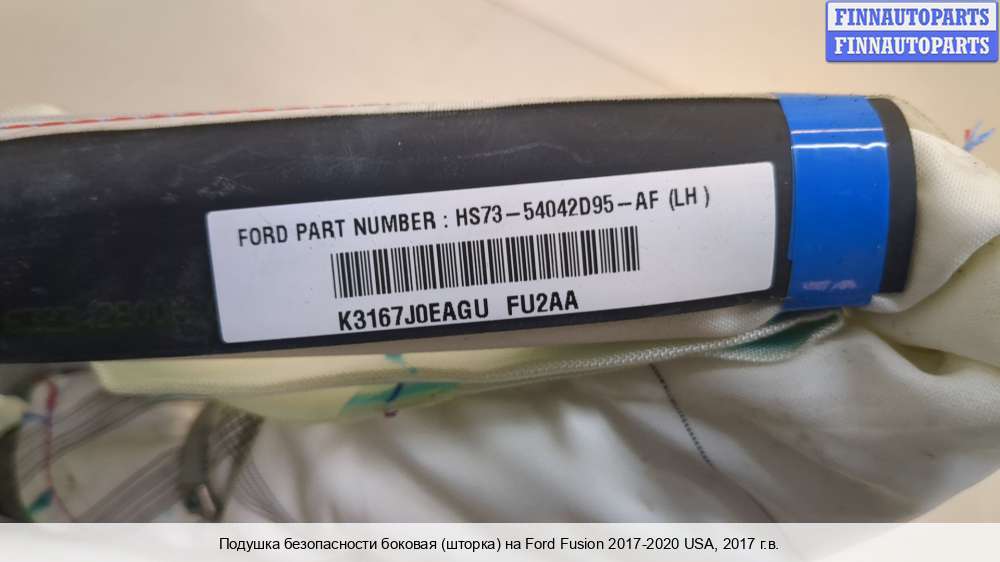 FINNAUTOPARTS
FINNAUTOPARTS
FORD PART NUMBER : HS73-54042D95-AF (LH )
K3167J0EAGU FU2AA
Подушка безопасности боковая (шторка) на Ford Fusion 2017-2020 USA, 2017 г.в.